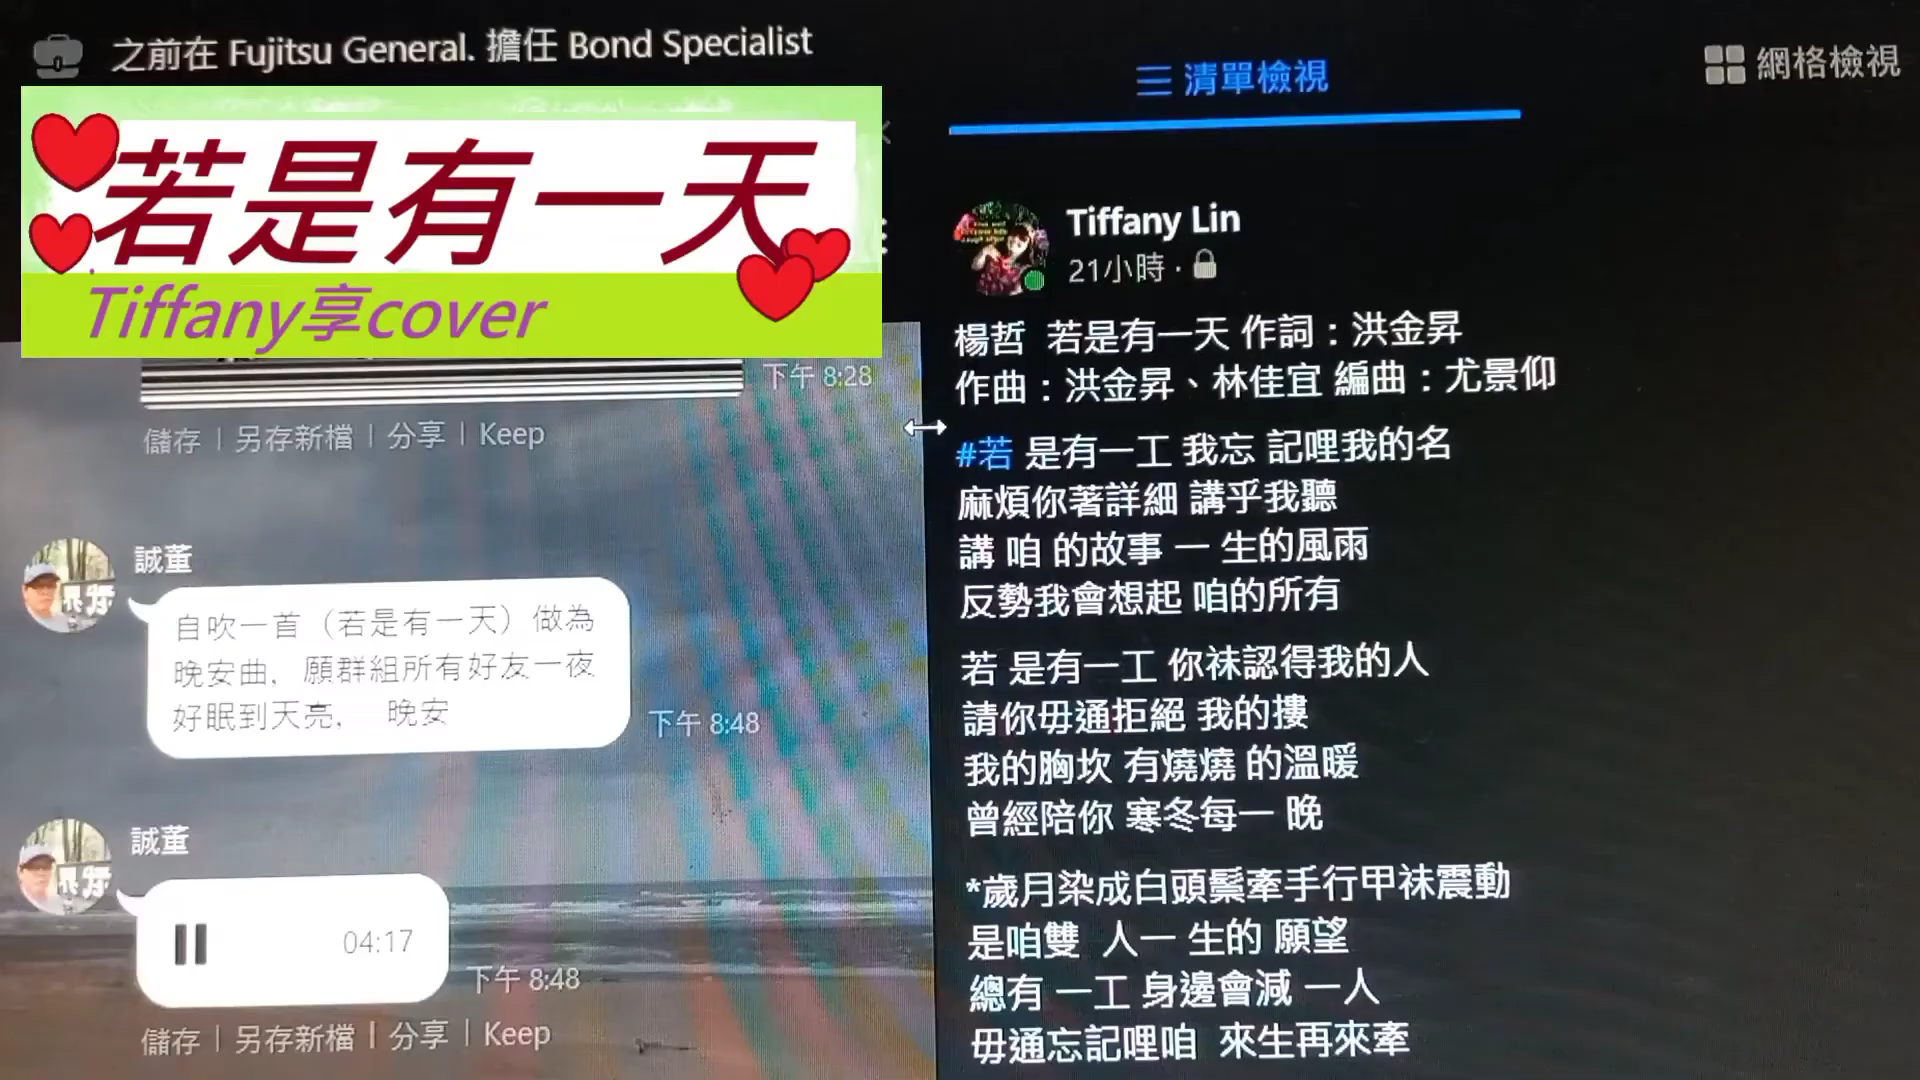 之前在 Fujitsu General. 擔任 Bond Specialist
若是有一天
Tiffany享cover
下午 8:28
儲存 | 另存新檔 | 分享 | Keep
誠董
自吹一首（若是有一天）做為
晚安曲, 願群組所有好友一夜
好眠到天亮, 晚安
下午 8:48
誠董
04:17
下午 8:48
儲存 | 另存新檔 | 分享 | Keep
清單檢視
網格檢視
Tiffany Lin
21小時 ·
楊哲 若是有一天 作詞：洪金昇
作曲：洪金昇、林佳宜 編曲：尤景仰
#若 是有一工 我忘 記哩我的名
麻煩你著詳細 講乎我聽
講 咱 的故事 一 生的風雨
反勢我會想起 咱的所有
若 是有一工 你袜認得我的人
請你毋通拒絕 我的摟
我的胸坎 有燒燒 的溫暖
曾經陪你 寒冬每一 晚
*歲月染成白頭鬃牽手行甲袜震動
是咱雙 人一 生的 願望
總有 一工 身邊會減 一人
毋通忘記哩咱 來生再來牽